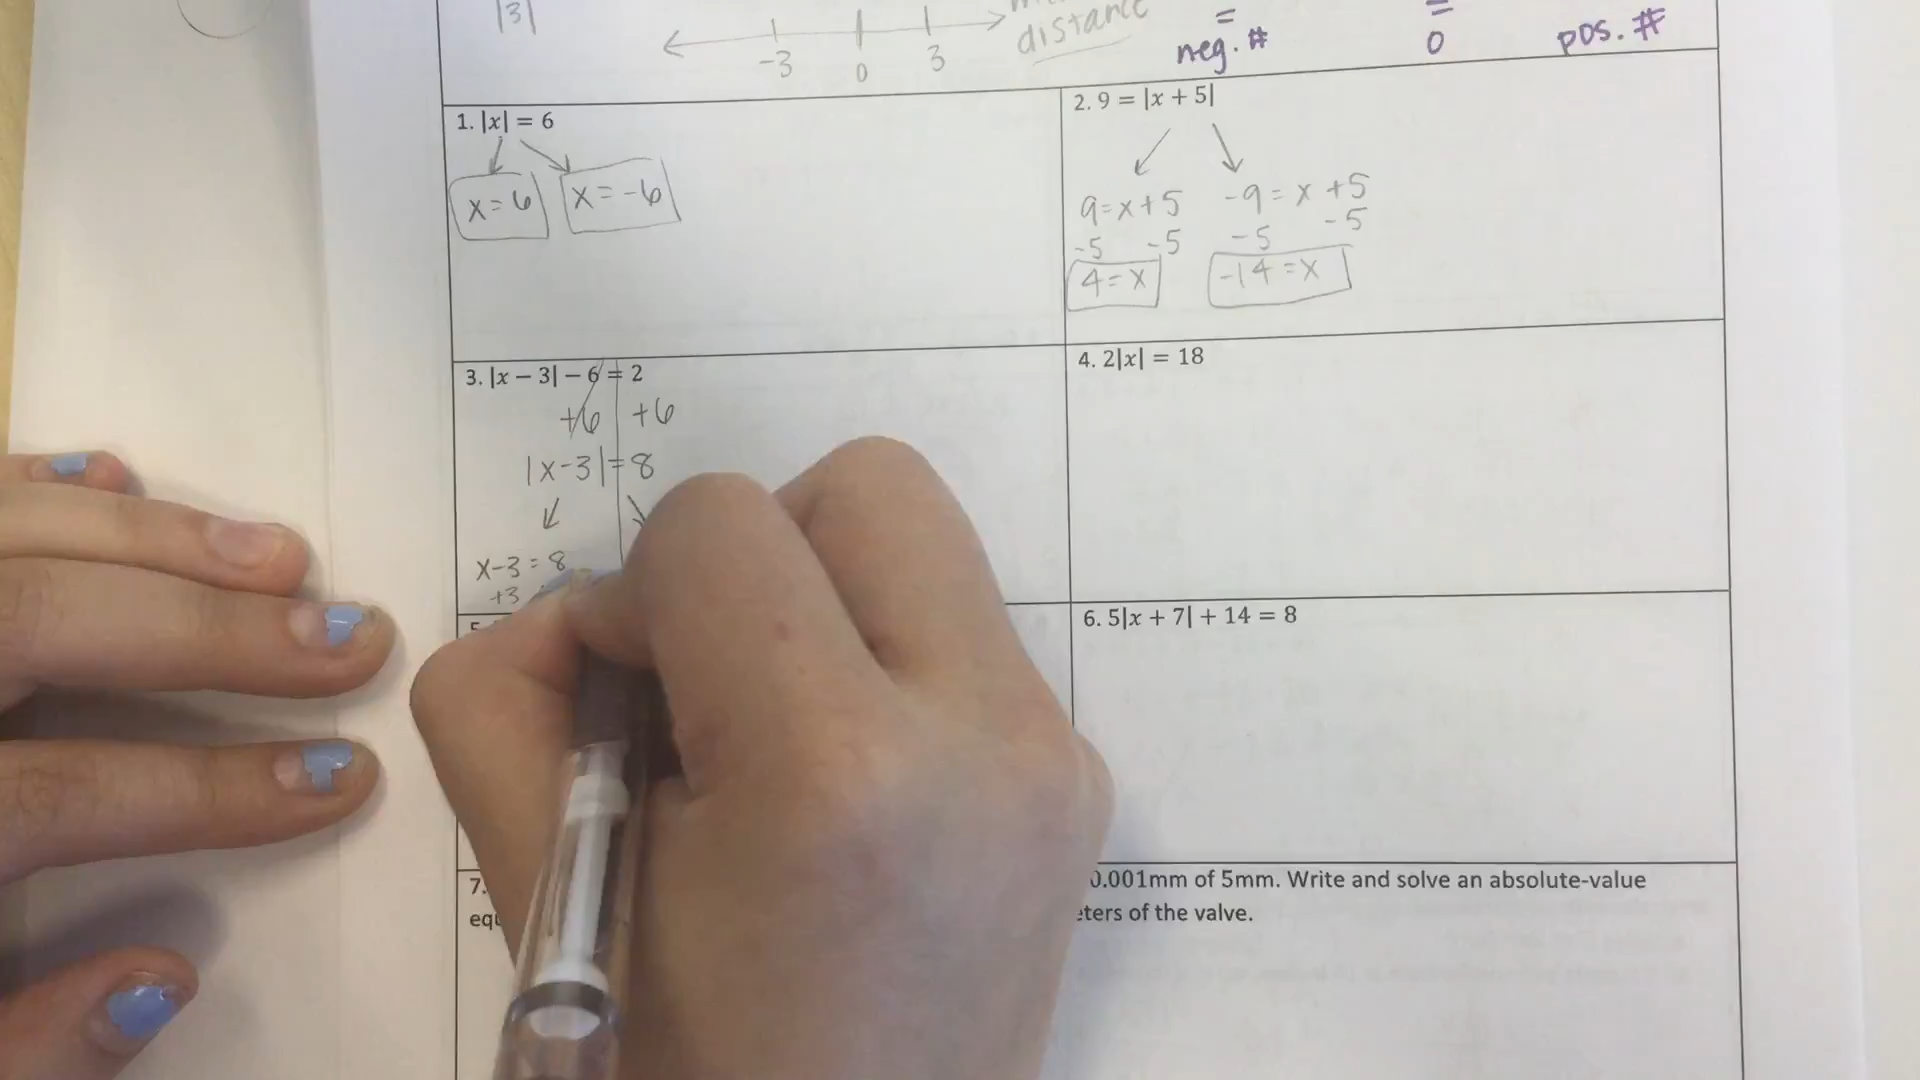 |3|
-3 0 3
distance
= =
neg. # 0 pos. #
1. |x| = 6
x = 6 x = -6
2. 9 = |x + 5|
9 = x + 5 -9 = x + 5
-5 -5 -5 -5
4 = x -14 = x
3. |x − 3| − 6 = 2
+6 +6
|x-3| = 8
x-3 = 8
+3
4. 2|x| = 18
6. 5|x + 7| + 14 = 8
7.
0.001mm of 5mm. Write and solve an absolute-value
of the valve.